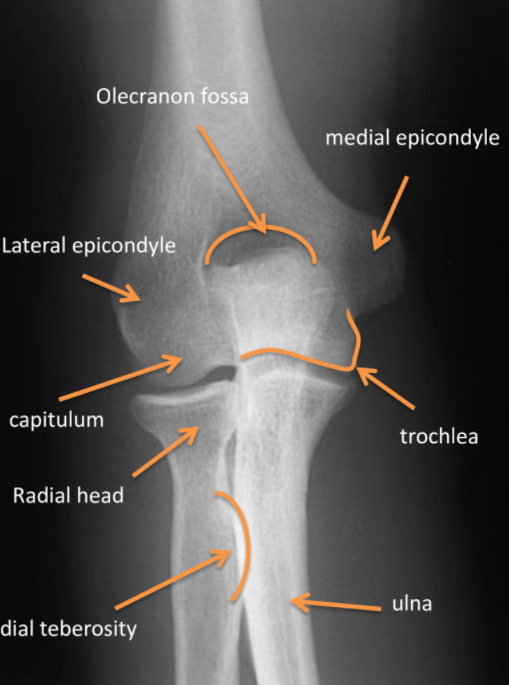 Olecranon fossa
medial epicondyle
Lateral epicondyle
capitulum
trochlea
Radial head
ulna
dial teberosity